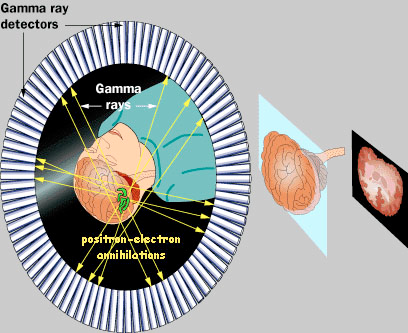 Gamma ray
detectors
Gamma
rays
positron-electron
annihilations